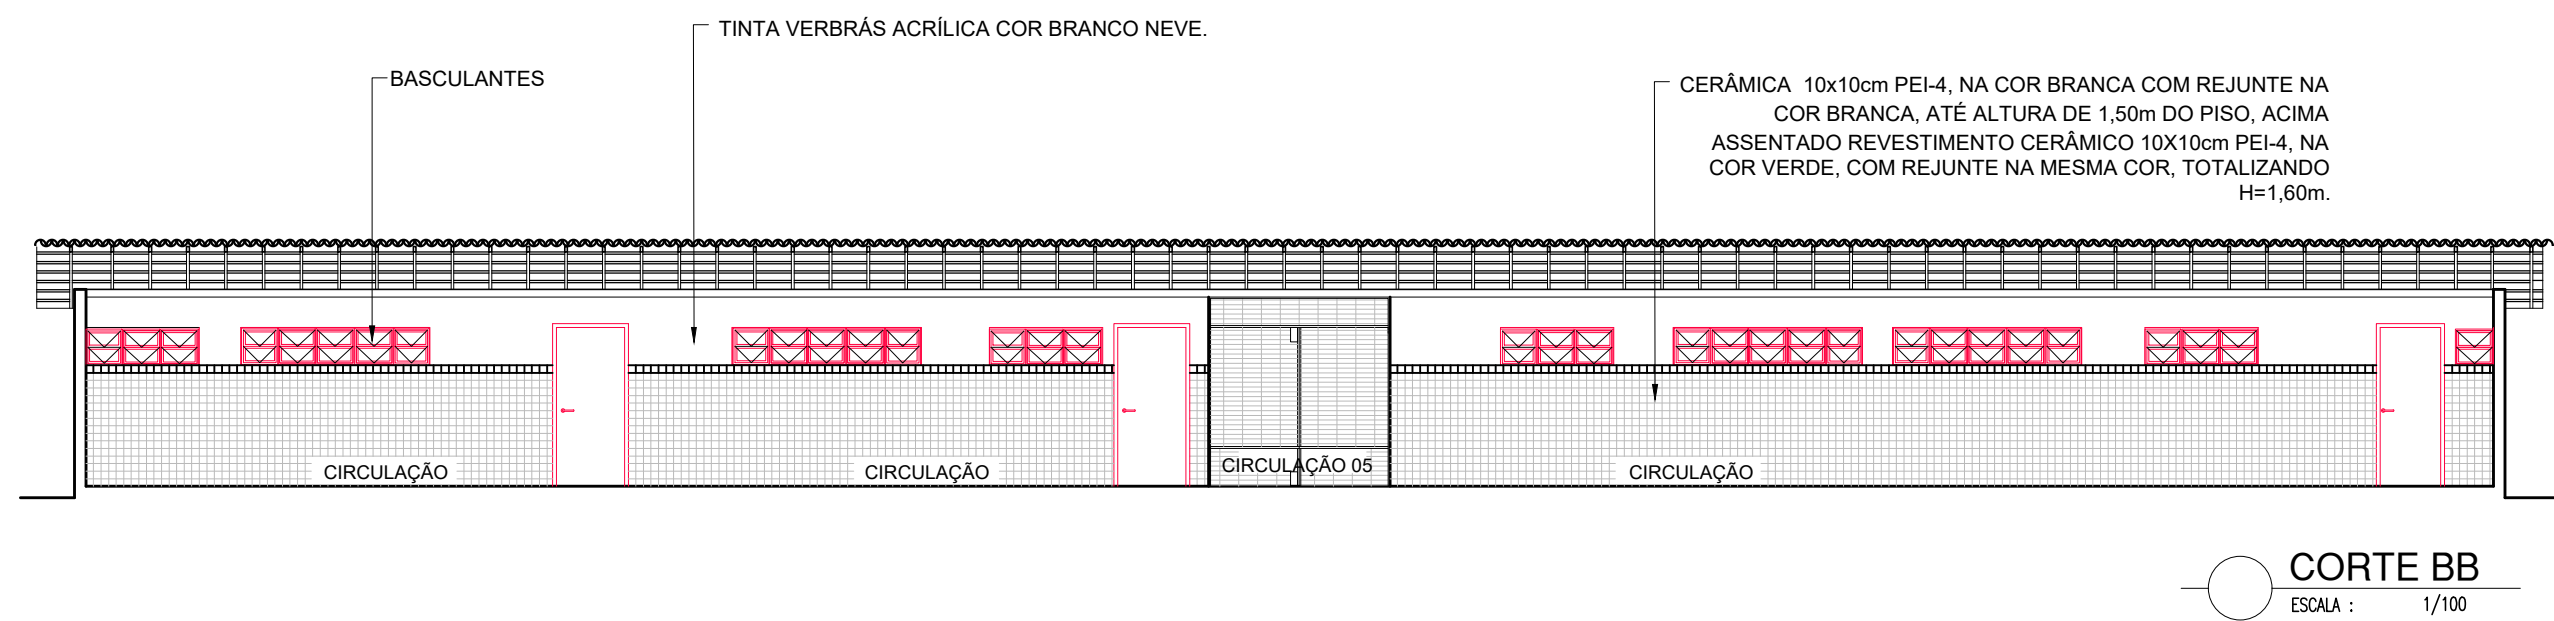 TINTA VERBRÁS ACRÍLICA COR BRANCO NEVE.
BASCULANTES
CERÂMICA 10x10cm PEI-4, NA COR BRANCA COM REJUNTE NA
COR BRANCA, ATÉ ALTURA DE 1,50m DO PISO, ACIMA
ASSENTADO REVESTIMENTO CERÂMICO 10X10cm PEI-4, NA
COR VERDE, COM REJUNTE NA MESMA COR, TOTALIZANDO
H=1,60m.
CIRCULAÇÃO
CIRCULAÇÃO
CIRCULAÇÃO 05
CIRCULAÇÃO
CORTE BB
ESCALA : 1/100